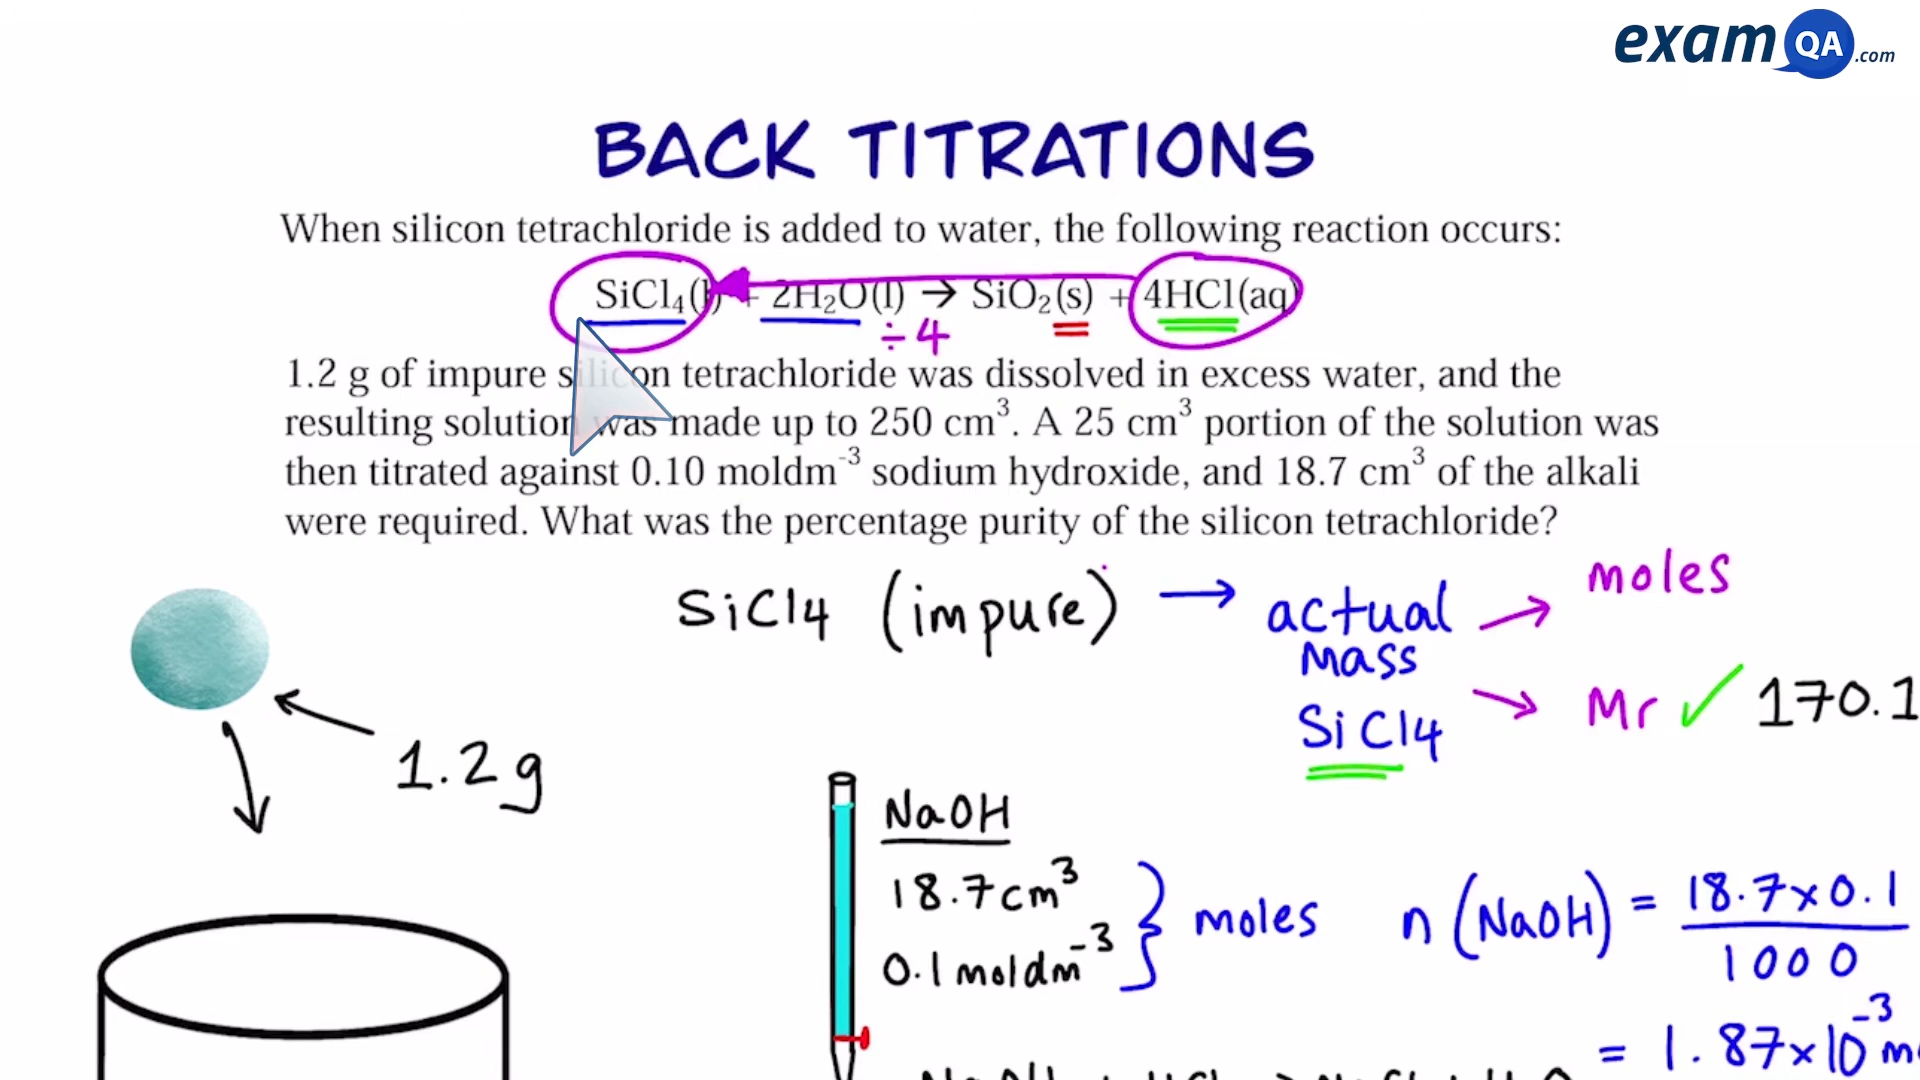 examQA.com
BACK TITRATIONS
When silicon tetrachloride is added to water, the following reaction occurs:
SiCl₄(l) + 2H₂O(l) → SiO₂(s) + 4HCl(aq)
÷4
1.2 g of impure silicon tetrachloride was dissolved in excess water, and the
resulting solution was made up to 250 cm³. A 25 cm³ portion of the solution was
then titrated against 0.10 moldm⁻³ sodium hydroxide, and 18.7 cm³ of the alkali
were required. What was the percentage purity of the silicon tetrachloride?
SiCl4 (impure) → actual → moles
mass
SiCl4 → Mr ✓ 170.1
1.2g
NaOH
18.7cm³
0.1 moldm⁻³
} moles n (NaOH) = 18.7×0.1
1000
= 1.87×10⁻³